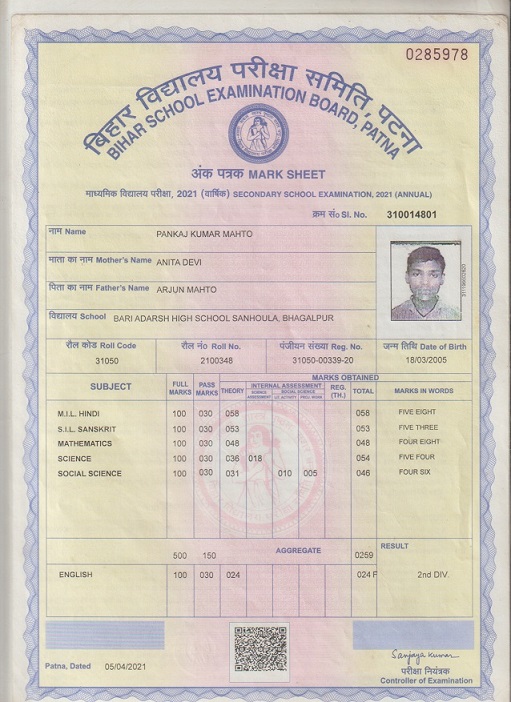 0285978
बिहार विद्यालय परीक्षा समिति, पटना
BIHAR SCHOOL EXAMINATION BOARD, PATNA
अंक पत्रक MARK SHEET
माध्यमिक विद्यालय परीक्षा, 2021 (वार्षिक) SECONDARY SCHOOL EXAMINATION, 2021 (ANNUAL)
क्रम सं० Sl. No. 310014801
नाम Name PANKAJ KUMAR MAHTO
माता का नाम Mother's Name ANITA DEVI
पिता का नाम Father's Name ARJUN MAHTO
विद्यालय School BARI ADARSH HIGH SCHOOL SANHOULA, BHAGALPUR
रौल कोड Roll Code रौल नं० Roll No. पंजीयन संख्या Reg. No. जन्म तिथि Date of Birth
31050 2100348 31050-00339-20 18/03/2005
MARKS OBTAINED
SUBJECT FULL MARKS PASS MARKS THEORY INTERNAL ASSESSMENT SCIENCE SOCIAL SCIENCE REG. (TH.) TOTAL MARKS IN WORDS
M.I.L. HINDI 100 030 058 058 FIVE EIGHT
S.I.L. SANSKRIT 100 030 053 053 FIVE THREE
MATHEMATICS 100 030 048 048 FOUR EIGHT
SCIENCE 100 030 036 018 054 FIVE FOUR
SOCIAL SCIENCE 100 030 031 010 005 046 FOUR SIX
500 150 AGGREGATE 0259 RESULT
ENGLISH 100 030 024 024 F 2nd DIV.
Patna, Dated 05/04/2021
Sanjaya Kumar
परीक्षा नियंत्रक
Controller of Examination